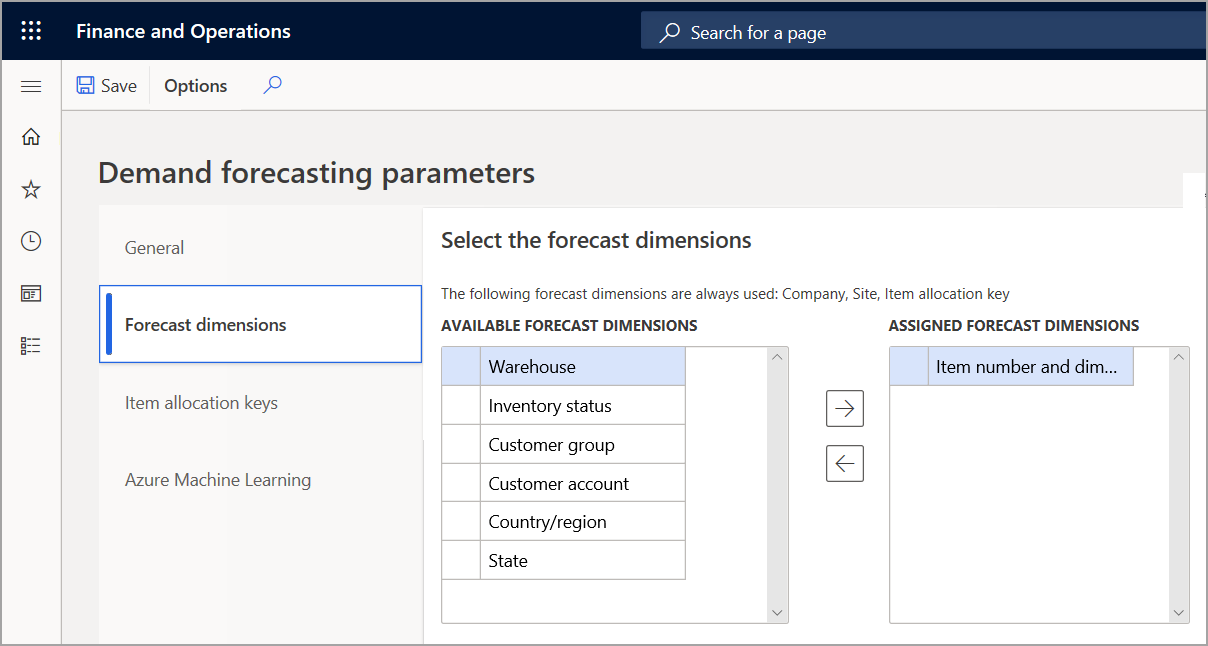 Finance and Operations
Search for a page
Save
Options
Demand forecasting parameters
General
Forecast dimensions
Item allocation keys
Azure Machine Learning
Select the forecast dimensions
The following forecast dimensions are always used: Company, Site, Item allocation key
AVAILABLE FORECAST DIMENSIONS
Warehouse
Inventory status
Customer group
Customer account
Country/region
State
ASSIGNED FORECAST DIMENSIONS
Item number and dim...